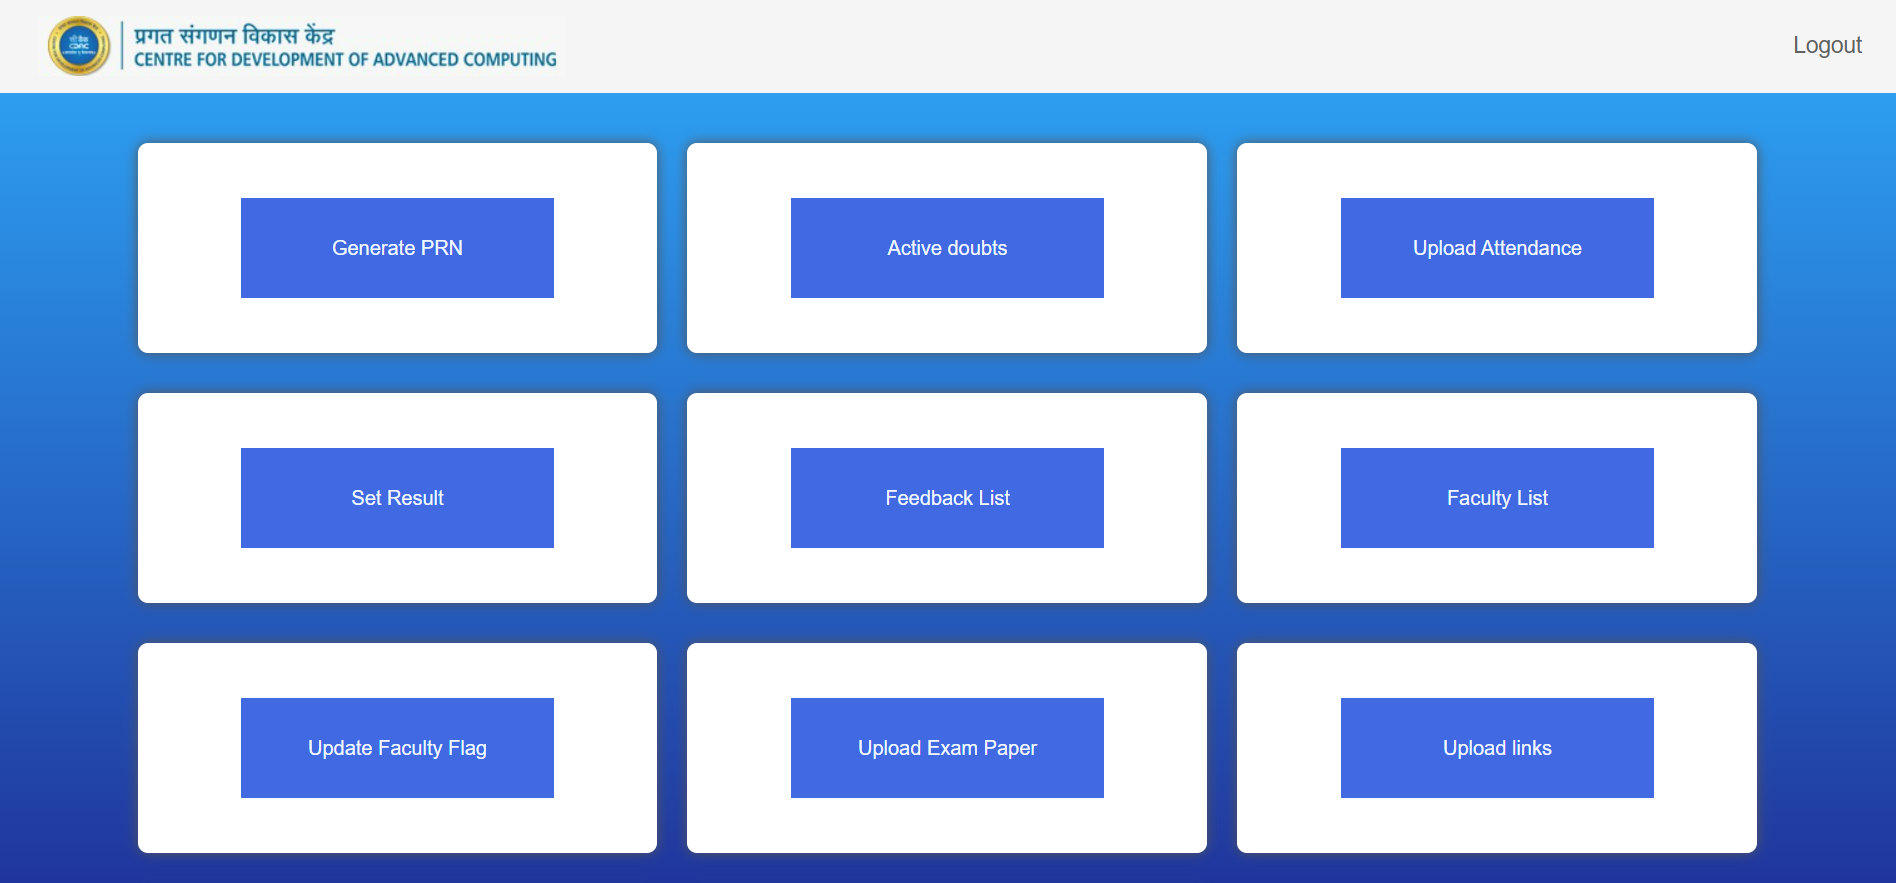 प्रगत संगणन विकास केंद्र
CENTRE FOR DEVELOPMENT OF ADVANCED COMPUTING
Logout
Generate PRN
Active doubts
Upload Attendance
Set Result
Feedback List
Faculty List
Update Faculty Flag
Upload Exam Paper
Upload links